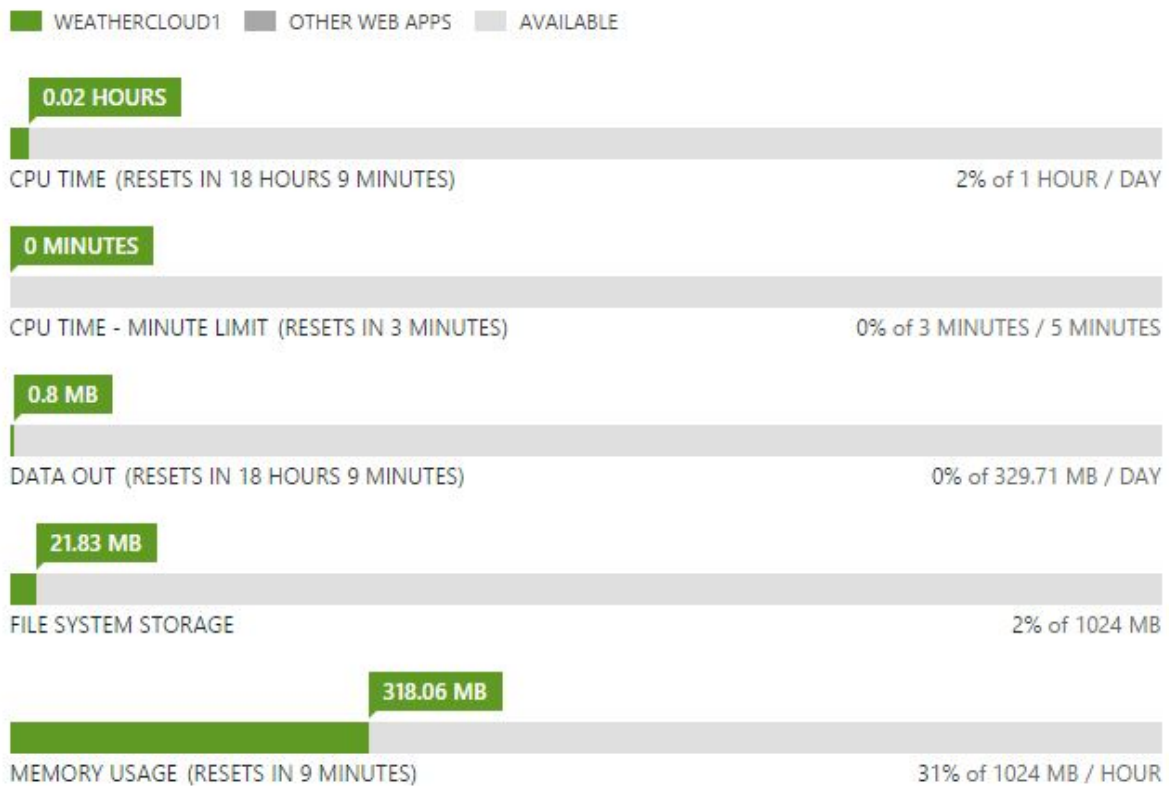 WEATHERCLOUD1 OTHER WEB APPS AVAILABLE
0.02 HOURS
CPU TIME (RESETS IN 18 HOURS 9 MINUTES) 2% of 1 HOUR / DAY
0 MINUTES
CPU TIME - MINUTE LIMIT (RESETS IN 3 MINUTES) 0% of 3 MINUTES / 5 MINUTES
0.8 MB
DATA OUT (RESETS IN 18 HOURS 9 MINUTES) 0% of 329.71 MB / DAY
21.83 MB
FILE SYSTEM STORAGE 2% of 1024 MB
318.06 MB
MEMORY USAGE (RESETS IN 9 MINUTES) 31% of 1024 MB / HOUR